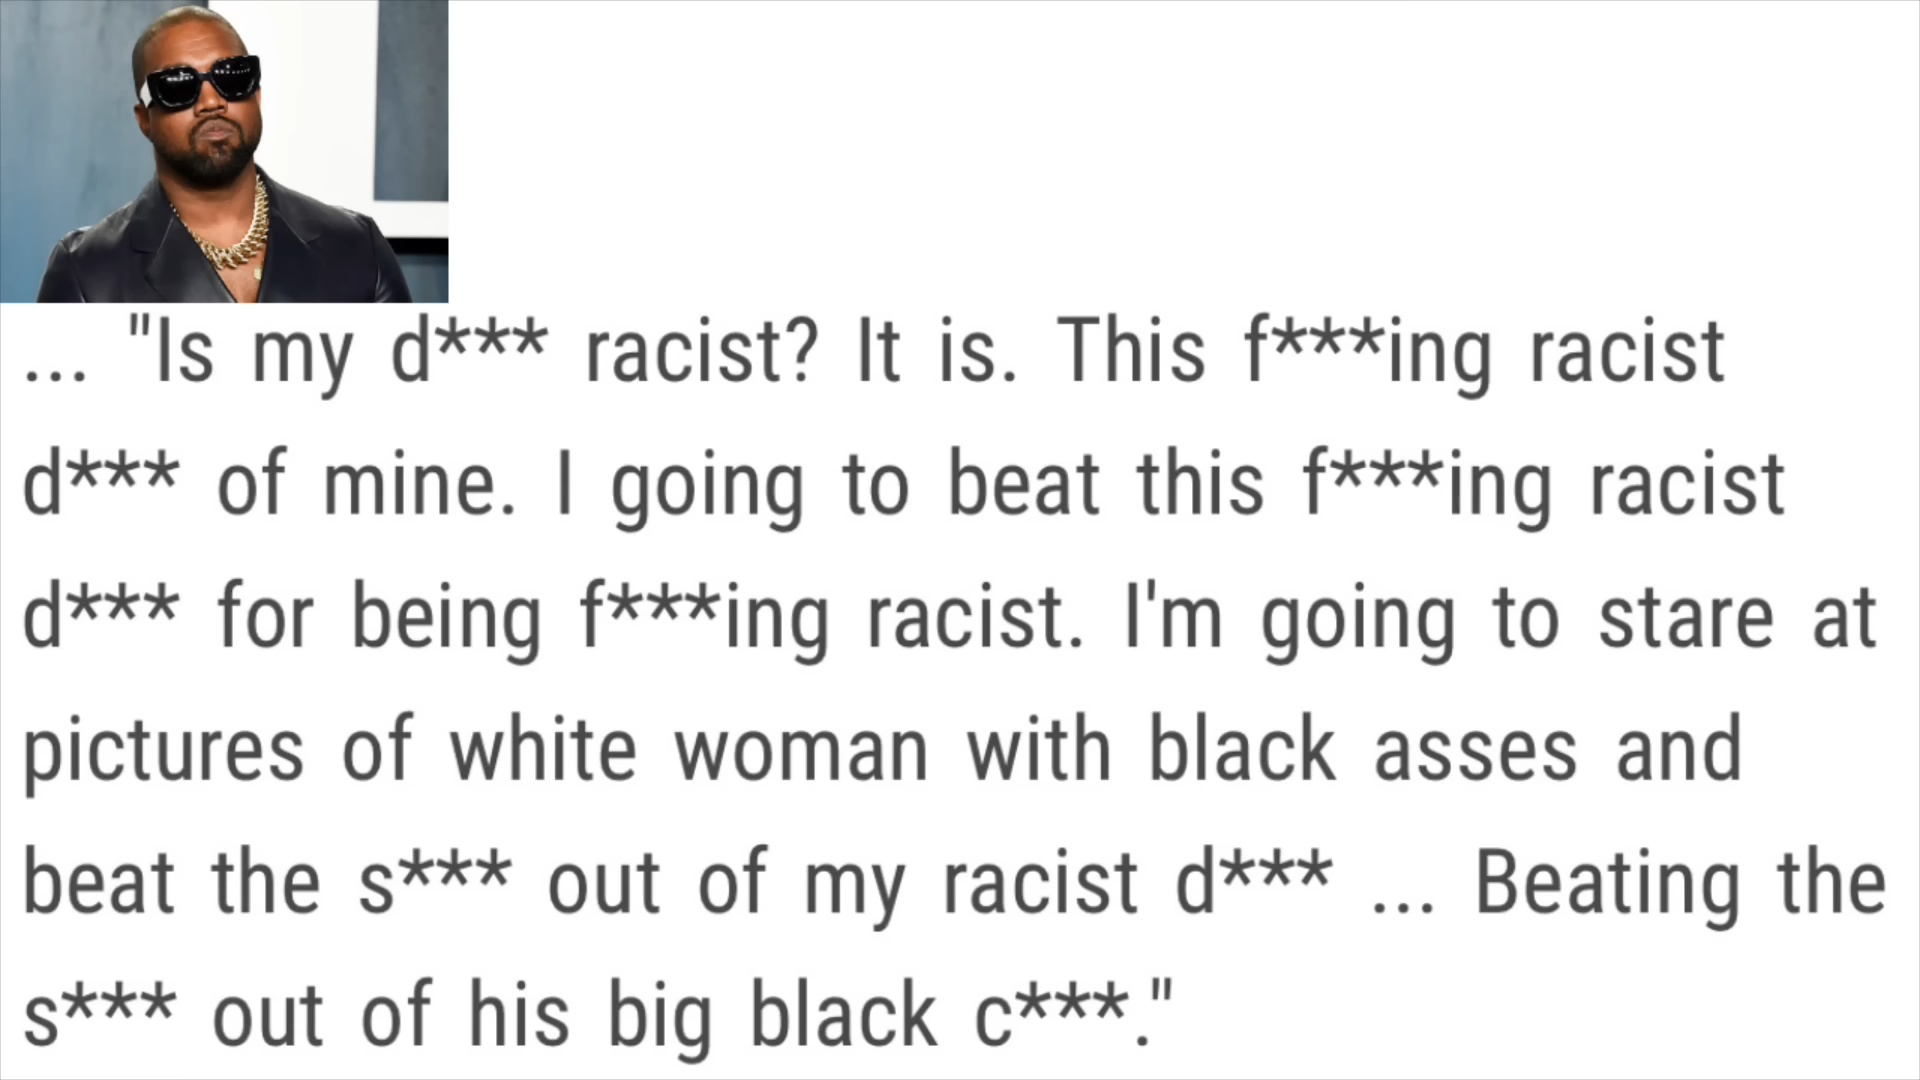 ... "Is my d*** racist? It is. This f***ing racist
d*** of mine. I going to beat this f***ing racist
d*** for being f***ing racist. I'm going to stare at
pictures of white woman with black asses and
beat the s*** out of my racist d*** ... Beating the
s*** out of his big black c***."